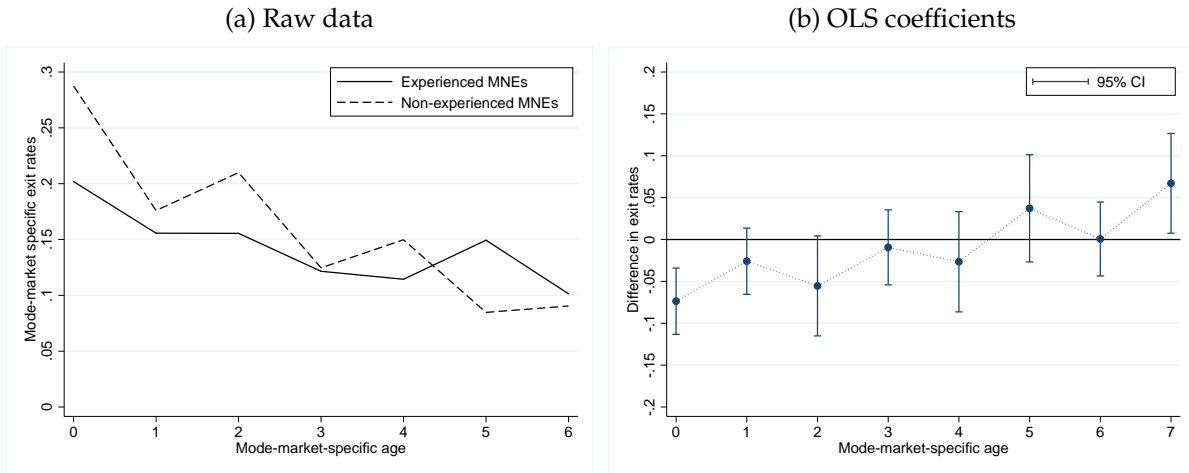 (a) Raw data
Mode-market specific exit rates
.3
.25
.2
.15
.1
.05
0
Experienced MNEs
Non-experienced MNEs
0 1 2 3 4 5 6
Mode-market-specific age
(b) OLS coefficients
Difference in exit rates
.2
.15
.1
.05
0
-.05
-.1
-.15
-.2
95% CI
0 1 2 3 4 5 6 7
Mode-market-specific age